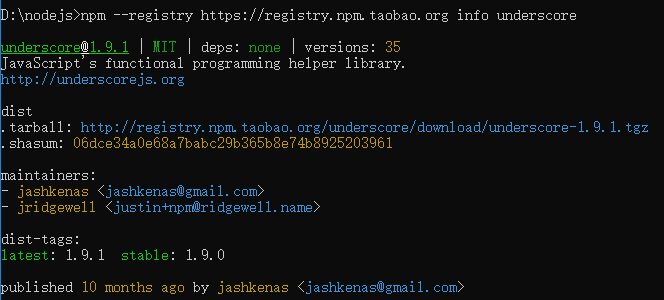 D:\nodejs>npm --registry https://registry.npm.taobao.org info underscore
underscore@1.9.1 | MIT | deps: none | versions: 35
JavaScript's functional programming helper library.
http://underscorejs.org
dist
.tarball: http://registry.npm.taobao.org/underscore/download/underscore-1.9.1.tgz
.shasum: 06dce34a0e68a7babc29b365b8e74b8925203961
maintainers:
- jashkenas <jashkenas@gmail.com>
- jridgewell <justin+npm@ridgewell.name>
dist-tags:
latest: 1.9.1  stable: 1.9.0
published 10 months ago by jashkenas <jashkenas@gmail.com>